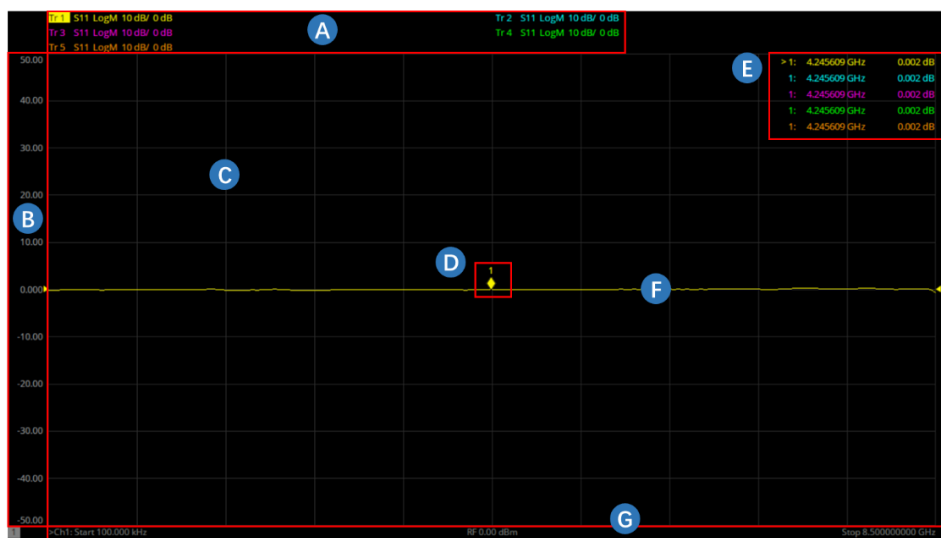 Tr 1 S11 LogM 10 dB/ 0 dB
Tr 2 S11 LogM 10 dB/ 0 dB
Tr 3 S11 LogM 10 dB/ 0 dB
Tr 4 S11 LogM 10 dB/ 0 dB
Tr 5 S11 LogM 10 dB/ 0 dB
A
E
> 1: 4.245609 GHz 0.002 dB
1: 4.245609 GHz 0.002 dB
1: 4.245609 GHz 0.002 dB
1: 4.245609 GHz 0.002 dB
1: 4.245609 GHz 0.002 dB
50.00
40.00
30.00
20.00
10.00
0.000
-10.00
-20.00
-30.00
-40.00
-50.00
C
B
D
1
F
G
1
>Ch1: Start 100.000 kHz
RF 0.00 dBm
Stop 8.500000000 GHz